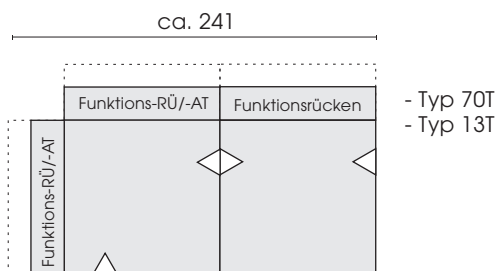 ca. 241
Funktions-RÜ/-AT
Funktionsrücken
- Typ 70T
- Typ 13T
Funktions-RÜ/-AT